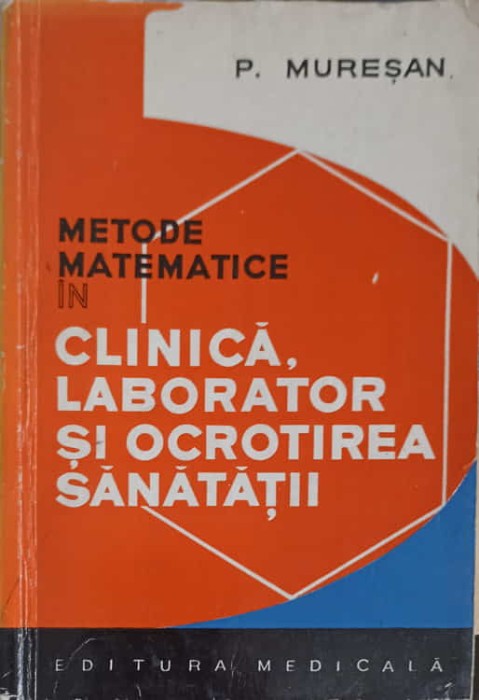 P. MUREȘAN
METODE
MATEMATICE
ÎN
CLINICĂ,
LABORATOR
ȘI OCROTIREA
SĂNĂTĂȚII
EDITURA MEDICALĂ